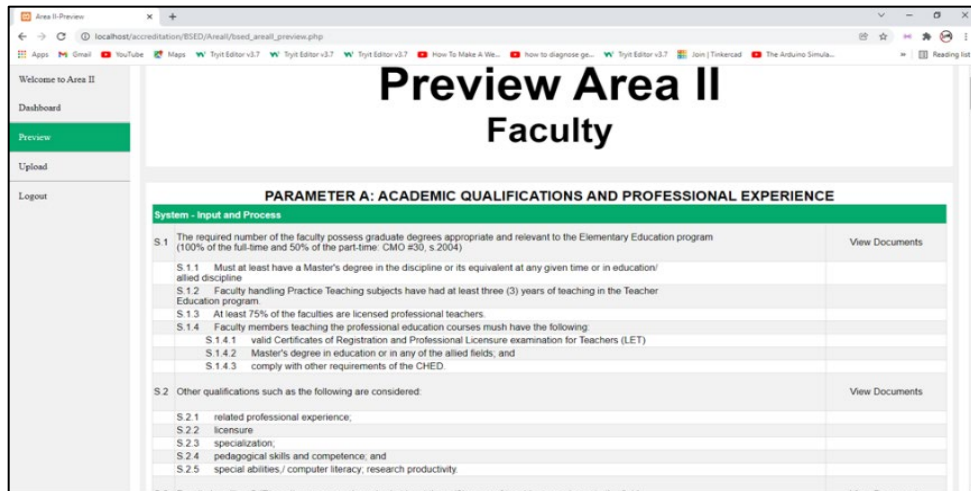 Area II-Preview
localhost/accreditation/BSED/AreaII/bsed_areaII_preview.php
Apps Gmail YouTube Maps Tryit Editor v3.7 Tryit Editor v3.7 Tryit Editor v3.7 How To Make A We... how to diagnose ge... Tryit Editor v3.7 Join | Tinkercad The Arduino Simula... » Reading list
Welcome to Area II
Dashboard
Preview
Upload
Logout
Preview Area II
Faculty
PARAMETER A: ACADEMIC QUALIFICATIONS AND PROFESSIONAL EXPERIENCE
System - Input and Process
S.1 The required number of the faculty possess graduate degrees appropriate and relevant to the Elementary Education program
(100% of the full-time and 50% of the part-time: CMO #30, s.2004) View Documents
S.1.1 Must at least have a Master's degree in the discipline or its equivalent at any given time or in education/
allied discipline
S.1.2 Faculty handling Practice Teaching subjects have had at least three (3) years of teaching in the Teacher
Education program.
S.1.3 At least 75% of the faculties are licensed professional teachers.
S.1.4 Faculty members teaching the professional education courses mush have the following:
S.1.4.1 valid Certificates of Registration and Professional Licensure examination for Teachers (LET)
S.1.4.2 Master's degree in education or in any of the allied fields; and
S.1.4.3 comply with other requirements of the CHED.
S.2 Other qualifications such as the following are considered: View Documents
S.2.1 related professional experience;
S.2.2 licensure
S.2.3 specialization;
S.2.4 pedagogical skills and competence; and
S.2.5 special abilities,/ computer literacy; research productivity.